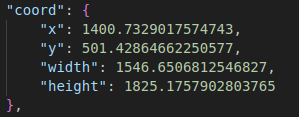 "coord": {
"x": 1400.7329017574743,
"y": 501.42864662250577,
"width": 1546.6506812546827,
"height": 1825.1757902803765
},